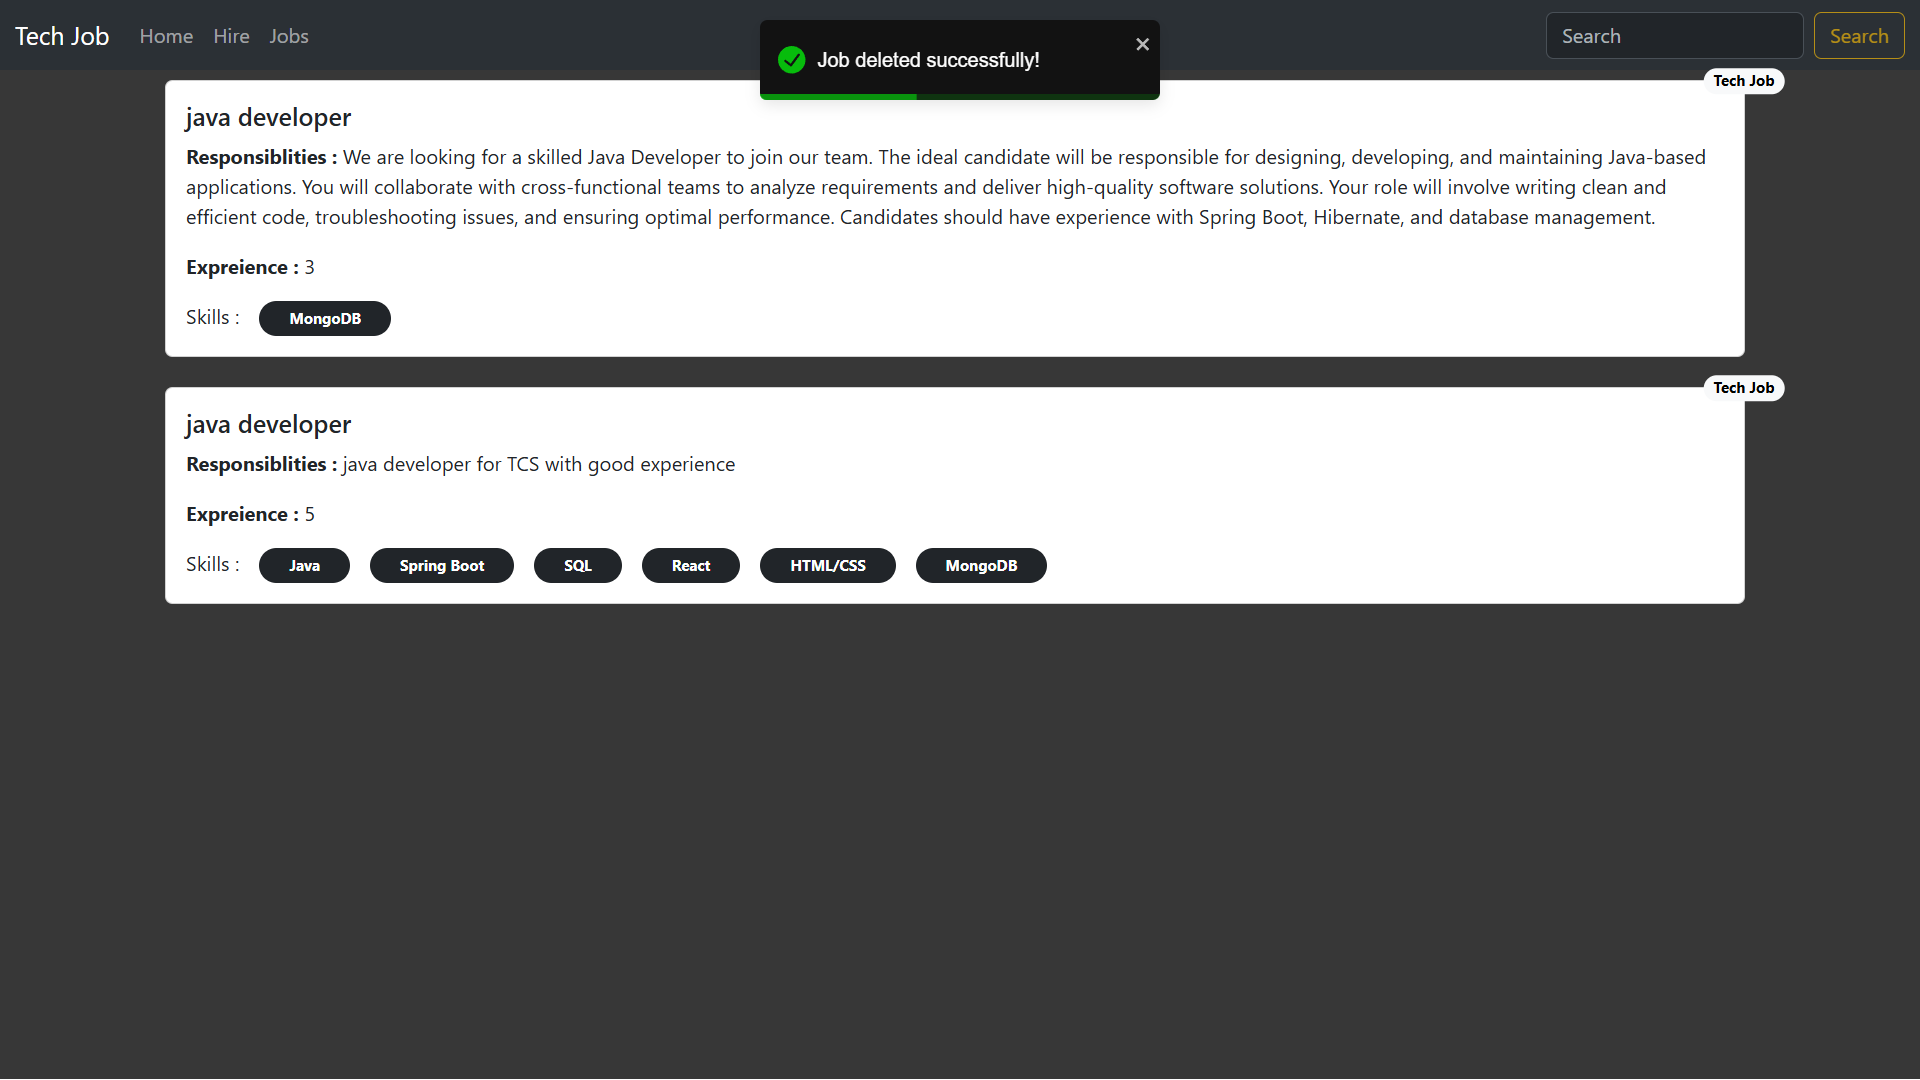 Tech Job Home Hire Jobs Search Search
Job deleted successfully!
Tech Job
java developer
Responsiblities : We are looking for a skilled Java Developer to join our team. The ideal candidate will be responsible for designing, developing, and maintaining Java-based
applications. You will collaborate with cross-functional teams to analyze requirements and deliver high-quality software solutions. Your role will involve writing clean and
efficient code, troubleshooting issues, and ensuring optimal performance. Candidates should have experience with Spring Boot, Hibernate, and database management.
Expreience : 3
Skills : MongoDB
Tech Job
java developer
Responsiblities : java developer for TCS with good experience
Expreience : 5
Skills : Java Spring Boot SQL React HTML/CSS MongoDB